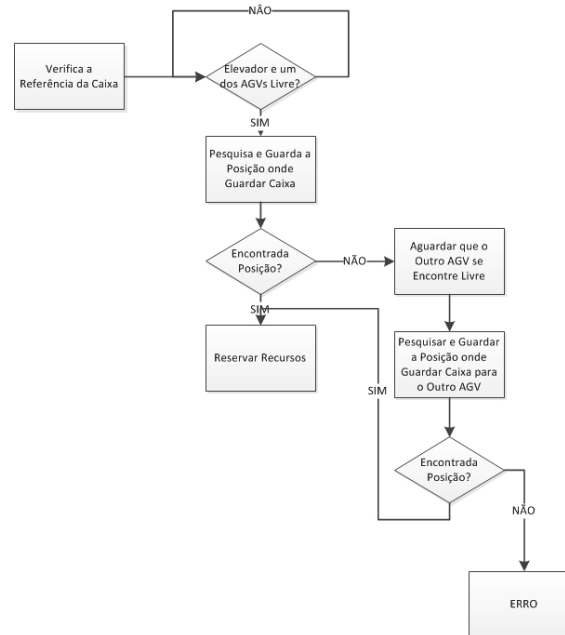 NÃO
Verifica a
Referência da Caixa
Elevador e um
dos AGVs Livre?
SIM
Pesquisa e Guarda a
Posição onde
Guardar Caixa
Encontrada
Posição?
NÃO
Aguardar que o
Outro AGV se
Encontre Livre
SIM
Reservar Recursos
Pesquisar e Guardar
a Posição onde
Guardar Caixa para
o Outro AGV
SIM
Encontrada
Posição?
NÃO
ERRO